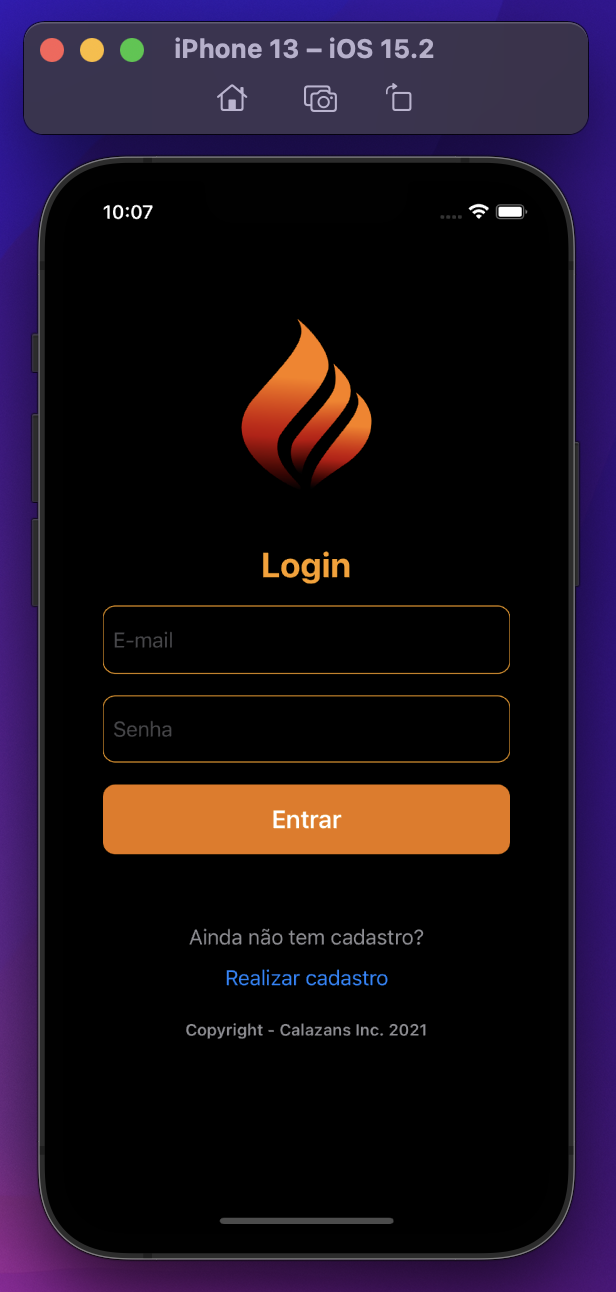 iPhone 13 – iOS 15.2
10:07
Login
E-mail
Senha
Entrar
Ainda não tem cadastro?
Realizar cadastro
Copyright - Calazans Inc. 2021